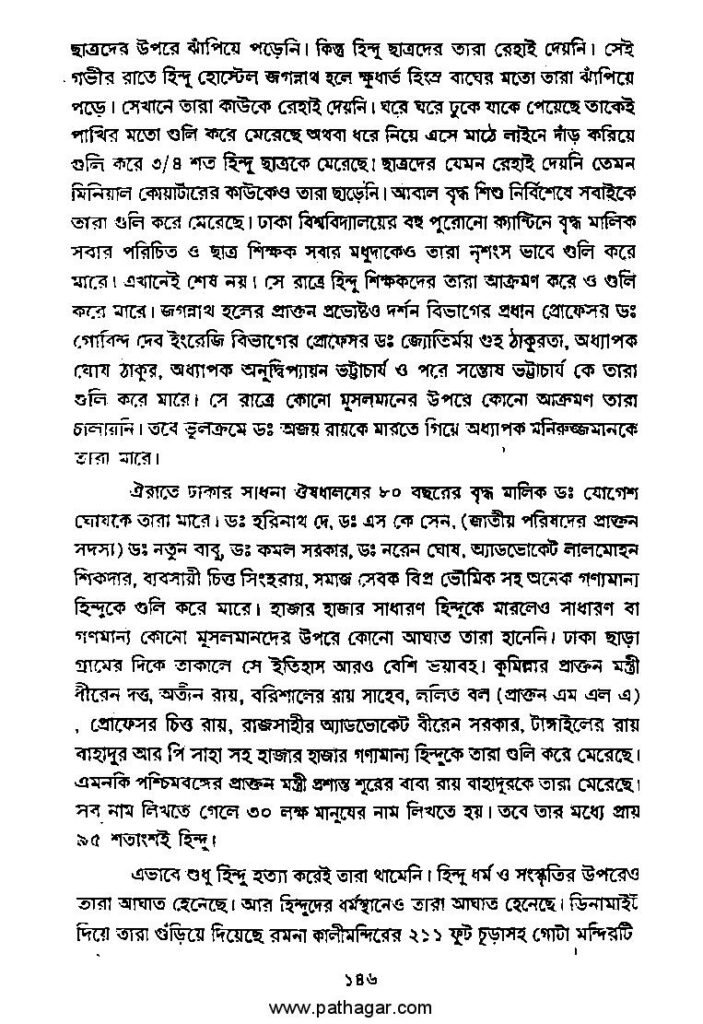 ছাত্রদের উপরে ঝাঁপিয়ে পড়েনি। কিন্তু হিন্দু ছাত্রদের তারা রেহাই দেয়নি। সেই
গভীর রাতে হিন্দু হোস্টেল জগন্নাথ হলে ক্ষুধার্ত হিংস্র বাঘের মতো তারা ঝাঁপিয়ে
পড়ে। সেখানে তারা কাউকে রেহাই দেয়নি। ঘরে ঘরে ঢুকে যাকে পেয়েছে তাকেই
পাখির মতো গুলি করে মেরেছে অথবা ধরে নিয়ে এসে মাঠে লাইনে দাঁড় করিয়ে
গুলি করে ৩/৪ শত হিন্দু ছাত্রকে মেরেছে। ছাত্রদের যেমন রেহাই দেয়নি তেমন
মিনিয়াল কোয়াটারের কাউকেও তারা ছাড়েনি। আবাল বৃদ্ধ শিশু নির্বিশেষে সবাইকে
তারা গুলি করে মেরেছে। ঢাকা বিশ্ববিদ্যালয়ের বহু পুরোনো ক্যান্টিনে বৃদ্ধ মালিক
সবার পরিচিত ও ছাত্র শিক্ষক সবার মধুদাকেও তারা নৃশংস ভাবে গুলি করে
মারে। এখানেই শেষ নয়। সে রাত্রে হিন্দু শিক্ষকদের তারা আক্রমণ করে ও গুলি
করে মারে। জগন্নাথ হলের প্রাক্তন প্রভোষ্টও দর্শন বিভাগের প্রধান প্রোফেসর ডঃ
গোবিন্দ দেব ইংরেজি বিভাগের প্রোফেসর ডঃ জ্যোতির্ময় গুহ ঠাকুরতা, অধ্যাপক
ঘোষ ঠাকুর, অধ্যাপক অনুদ্বিপ্যায়ন ভট্টাচার্য ও পরে সন্তোষ ভট্টাচার্য কে তারা
গুলি করে মারে। সে রাত্রে কোনো মুসলমানের উপরে কোনো আক্রমণ তারা
চালায়নি। তবে ভুলক্রমে ডঃ অজয় রায়কে মারতে গিয়ে অধ্যাপক মনিরুজ্জমানকে
তারা মারে।
ঐরাতে ঢাকার সাধনা ঔষধালয়ের ৮০ বছরের বৃদ্ধ মালিক ডঃ যোগেশ
ঘোষকে তারা মারে। ডঃ হরিনাথ দে, ডঃ এস কে সেন, (জাতীয় পরিষদের প্রাক্তন
সদস্য) ডঃ নতুন বাবু, ডঃ কমল সরকার, ডঃ নরেন ঘোষ, অ্যাডভোকেট লালমোহন
শিকদার, ব্যবসায়ী চিত্ত সিংহরায়, সমাজ সেবক বিপ্র ভৌমিক সহ অনেক গণ্যমান্য
হিন্দুকে গুলি করে মারে। হাজার হাজার সাধারণ হিন্দুকে মারলেও সাধারণ বা
গণমান্য কোনো মুসলমানদের উপরে কোনো আঘাত তারা হানেনি। ঢাকা ছাড়া
গ্রামের দিকে তাকালে সে ইতিহাস আরও বেশি ভয়াবহ। কুমিল্লার প্রাক্তন মন্ত্রী
ধীরেন দত্ত, অতীন রায়, বরিশালের রায় সাহেব, ললিত বল (প্রাক্তন এম এল এ)
, প্রোফেসর চিত্ত রায়, রাজসাহীর অ্যাডভোকেট বীরেন সরকার, টাঙ্গাইলের রায়
বাহাদুর আর পি সাহা সহ হাজার হাজার গণ্যমান্য হিন্দুকে তারা গুলি করে মেরেছে।
এমনকি পশ্চিমবঙ্গের প্রাক্তন মন্ত্রী প্রশান্ত শূরের বাবা রায় বাহাদুরকে তারা মেরেছে।
সব নাম লিখতে গেলে ৩০ লক্ষ মানুষের নাম লিখতে হয়। তবে তার মধ্যে প্রায়
৯৫ শতাংশই হিন্দু।
এভাবে শুধু হিন্দু হত্যা করেই তারা থামেনি। হিন্দু ধর্ম ও সংস্কৃতির উপরেও
তারা আঘাত হেনেছে। আর হিন্দুদের ধর্মস্থানেও তারা আঘাত হেনেছে। ডিনামাইট
দিয়ে তারা গুঁড়িয়ে দিয়েছে রমনা কালীমন্দিরের ২১১ ফুট চূড়াসহ গোটা মন্দিরটি
১৪৬
www.pathagar.com